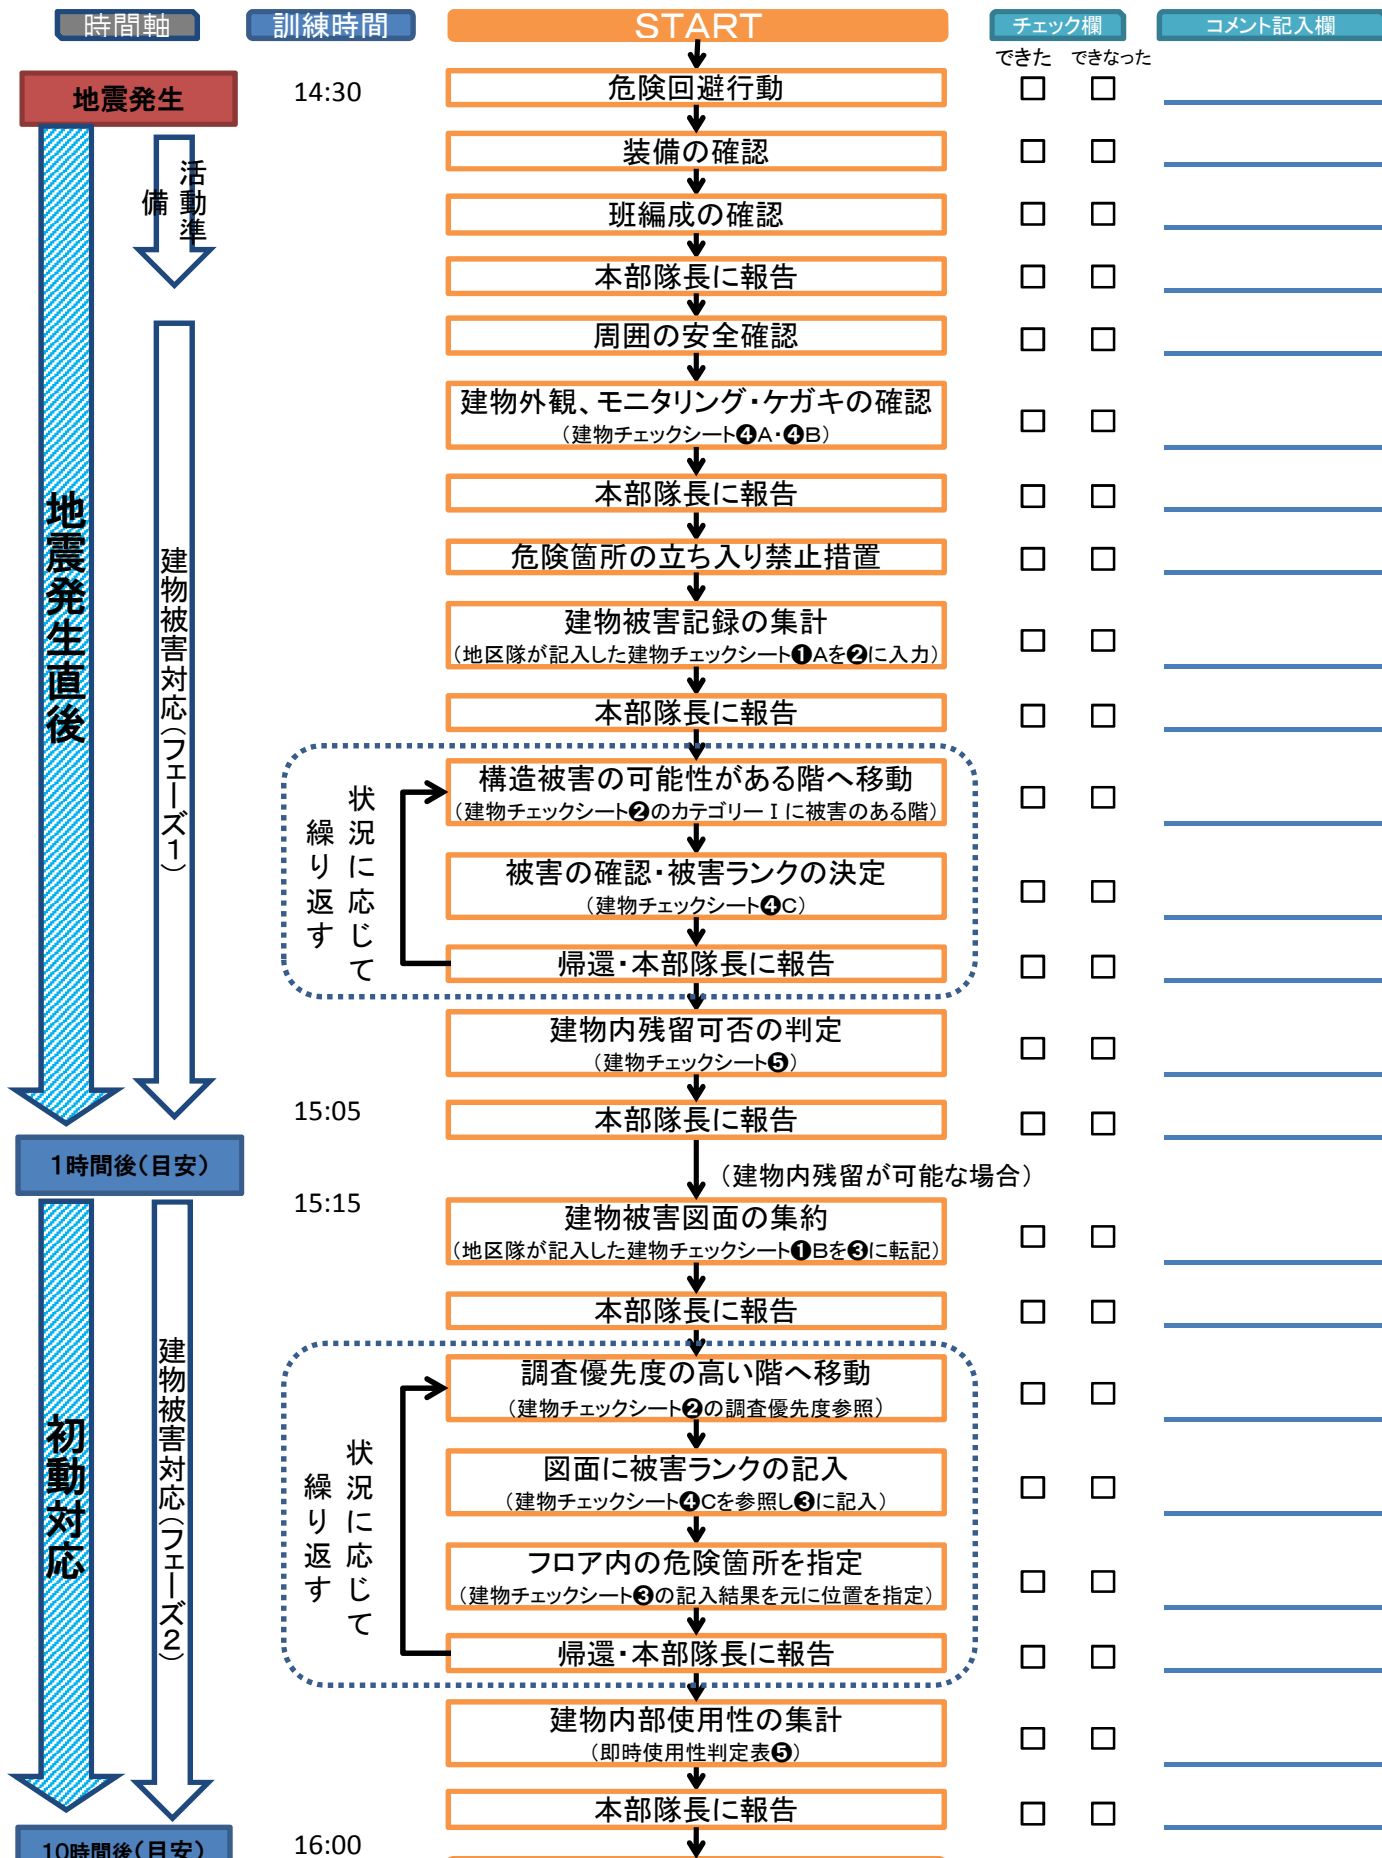 時間軸
訓練時間
START
チェック欄
コメント記入欄
できた できなった
地震発生
14:30
危険回避行動
装備の確認
活動準備
班編成の確認
本部隊長に報告
周囲の安全確認
建物外観、モニタリング・ケガキの確認
（建物チェックシート❹A・❹B）
本部隊長に報告
地震発生直後
建物被害対応（フェーズ1）
危険箇所の立ち入り禁止措置
建物被害記録の集計
（地区隊が記入した建物チェックシート❶Aを❷に入力）
本部隊長に報告
構造被害の可能性がある階へ移動
（建物チェックシート❷のカテゴリーⅠに被害のある階）
状況に応じて
繰り返す
被害の確認・被害ランクの決定
（建物チェックシート❹C）
帰還・本部隊長に報告
建物内残留可否の判定
（建物チェックシート❺）
15:05
本部隊長に報告
1時間後（目安）
（建物内残留が可能な場合）
15:15
建物被害図面の集約
（地区隊が記入した建物チェックシート❶Bを❸に転記）
本部隊長に報告
初動対応
建物被害対応（フェーズ2）
調査優先度の高い階へ移動
（建物チェックシート❷の調査優先度参照）
状況に応じて
繰り返す
図面に被害ランクの記入
（建物チェックシート❹Cを参照し❸に記入）
フロア内の危険箇所を指定
（建物チェックシート❸の記入結果を元に位置を指定）
帰還・本部隊長に報告
建物内部使用性の集計
（即時使用性判定表❺）
本部隊長に報告
10時間後（目安）
16:00